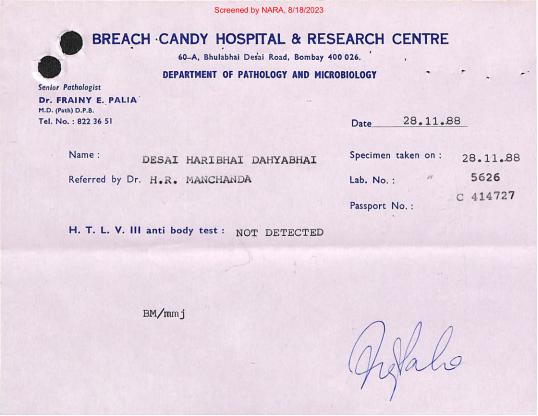 Screened by NARA, 8/18/2023
BREACH CANDY HOSPITAL & RESEARCH CENTRE
60-A, Bhulabhai Desai Road, Bombay 400 026.
DEPARTMENT OF PATHOLOGY AND MICROBIOLOGY
Senior Pathologist
Dr. FRAINY E. PALIA
M.D. (Path) D.P.B.
Tel. No. : 822 36 51
Date 28.11.88
Name : DESAI HARIBHAI DAHYABHAI
Specimen taken on : 28.11.88
Referred by Dr. H.R. MANCHANDA
Lab. No. : " 5626
Passport No. : C 414727
H. T. L. V. III anti body test : NOT DETECTED
BM/mmj